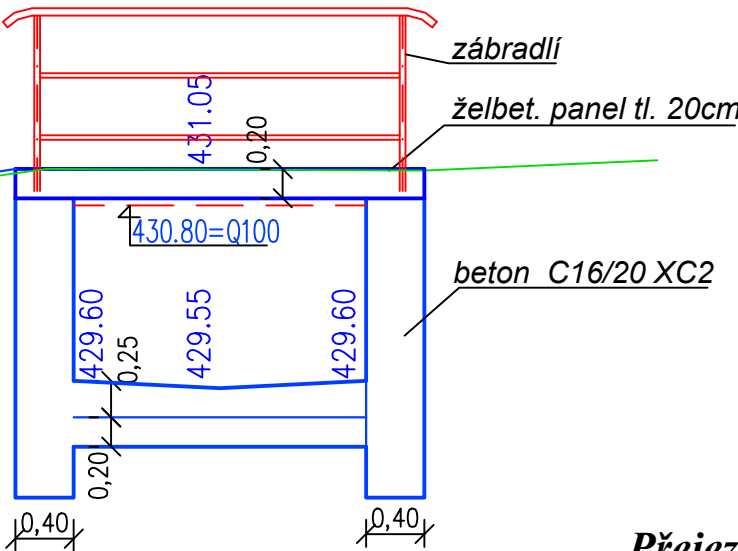 zábradlí
431.05
0,20
želbet. panel tl. 20cm
430.80=Q100
beton C16/20 XC2
429.60
0,25
429.55
429.60
0,20
0,40
0,40